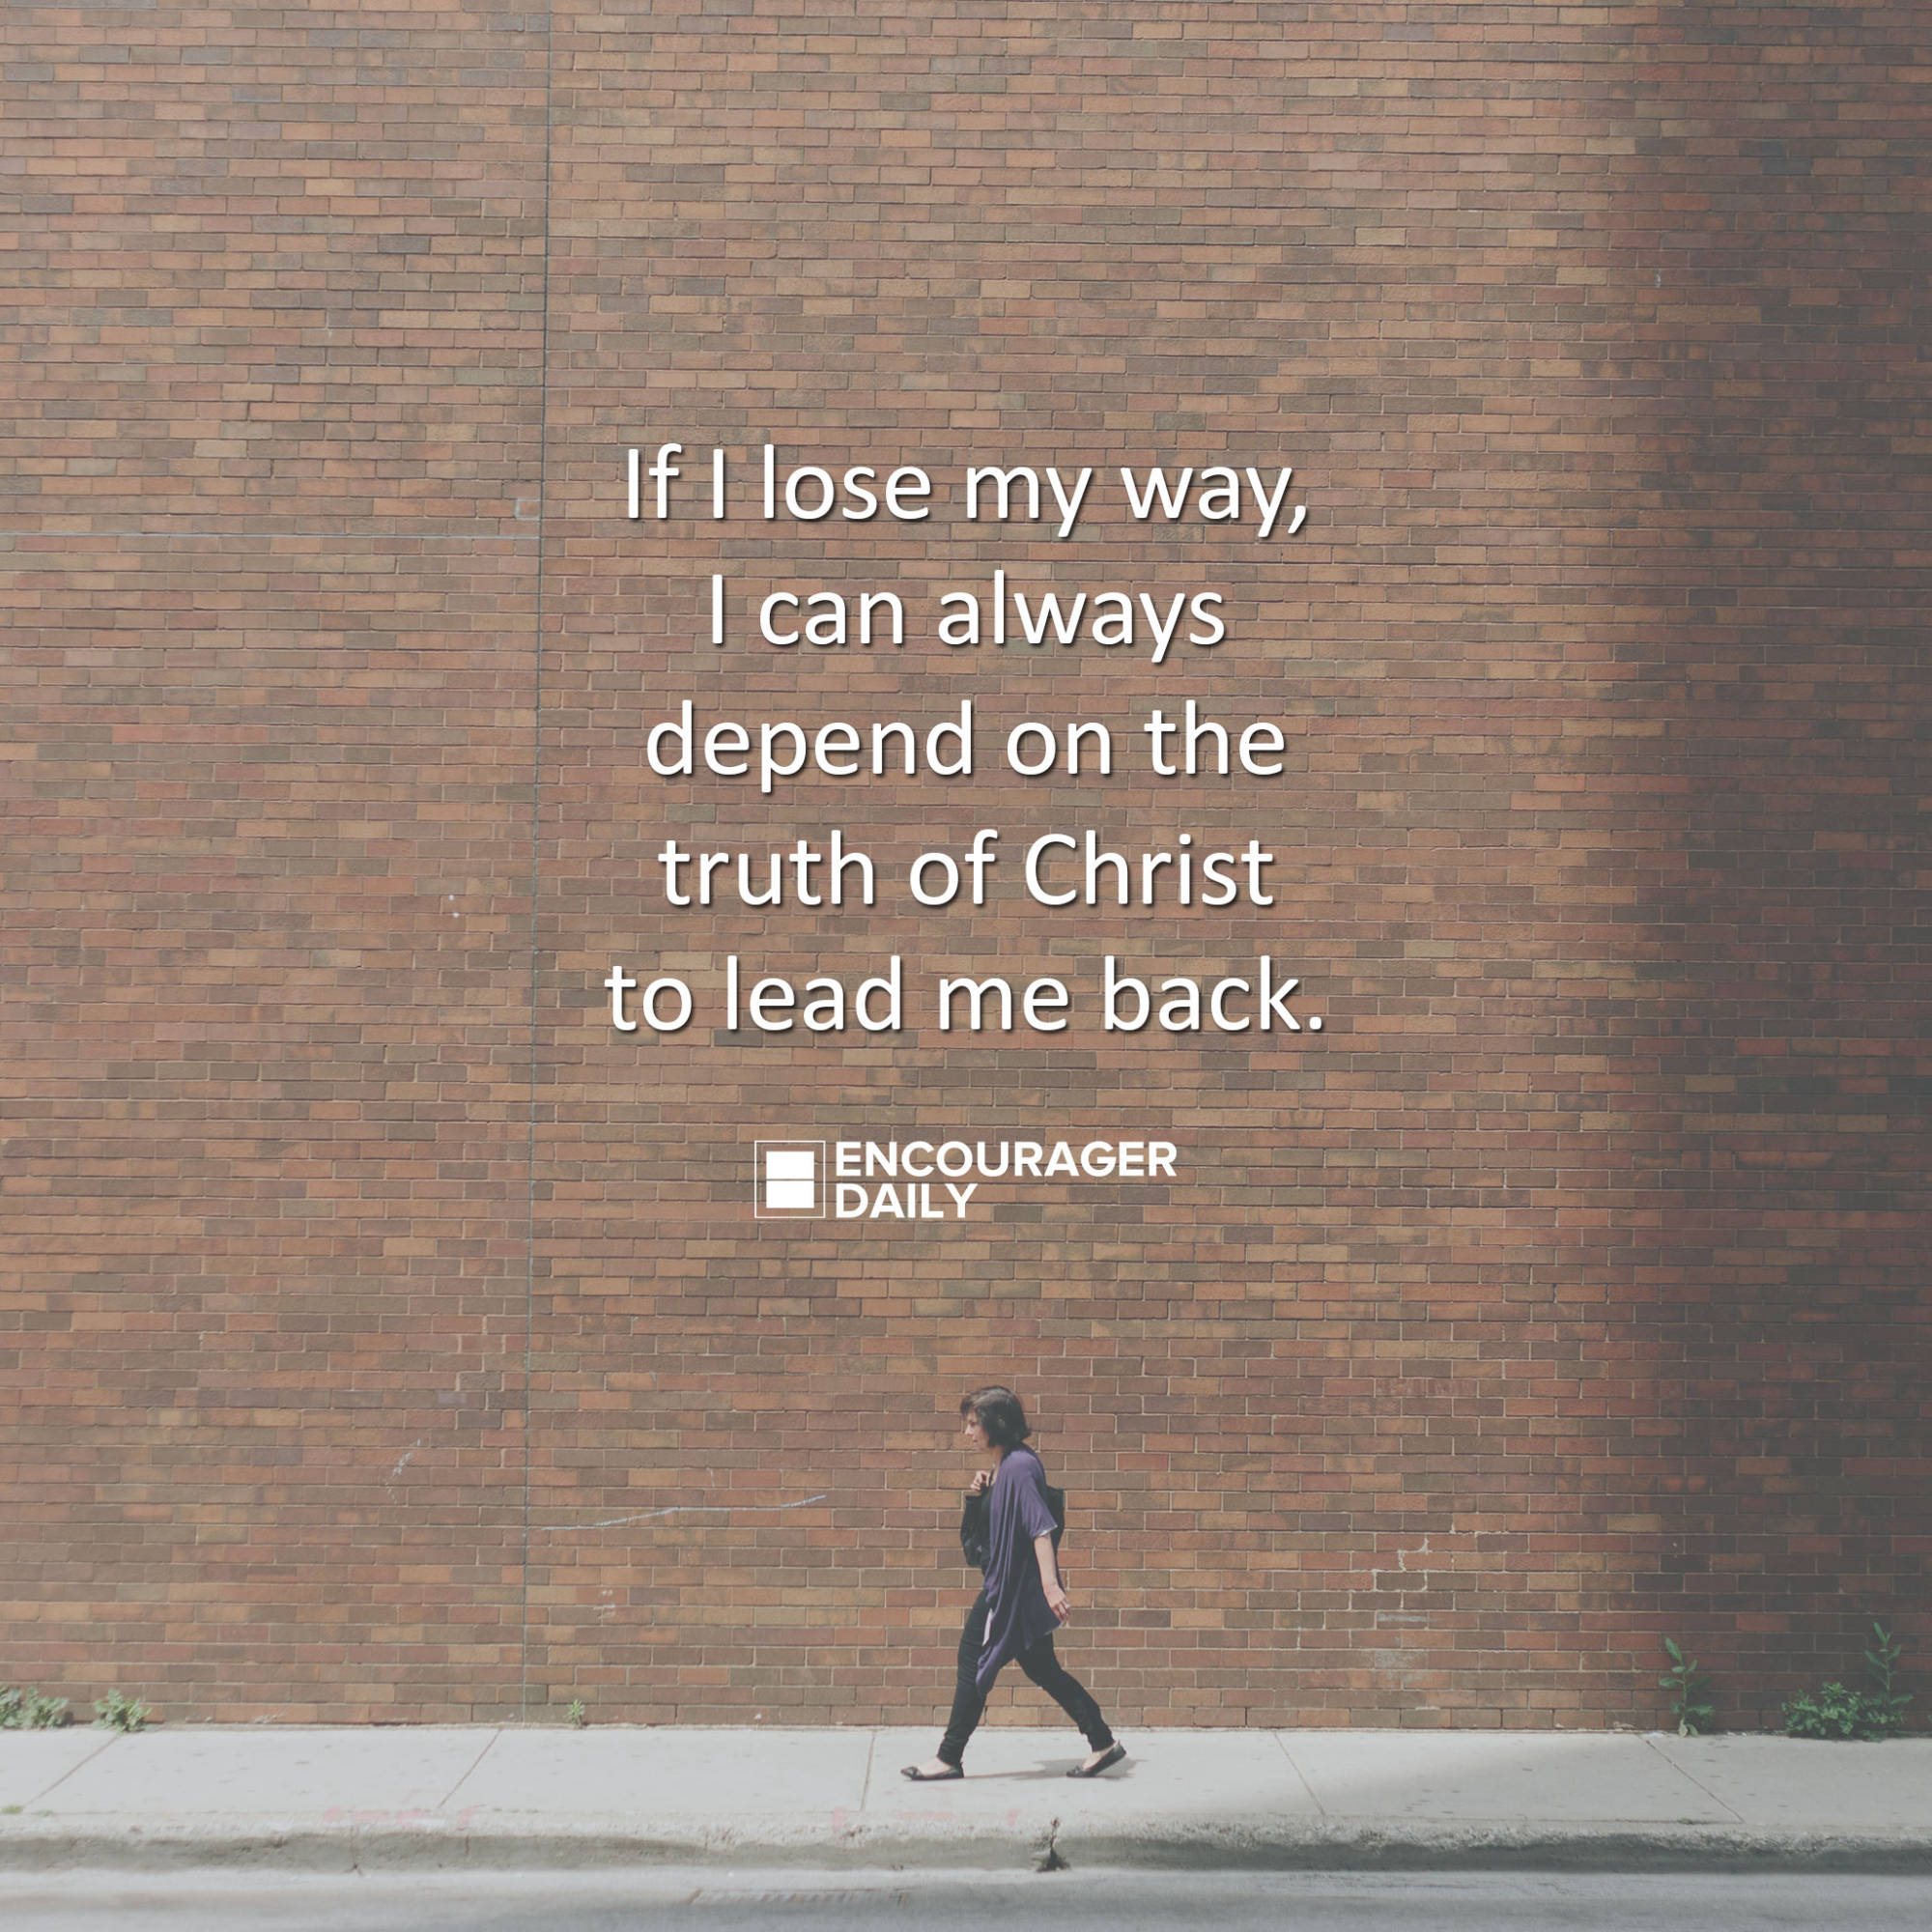 If I lose my way,
I can always
depend on the
truth of Christ
to lead me back.
ENCOURAGER
DAILY